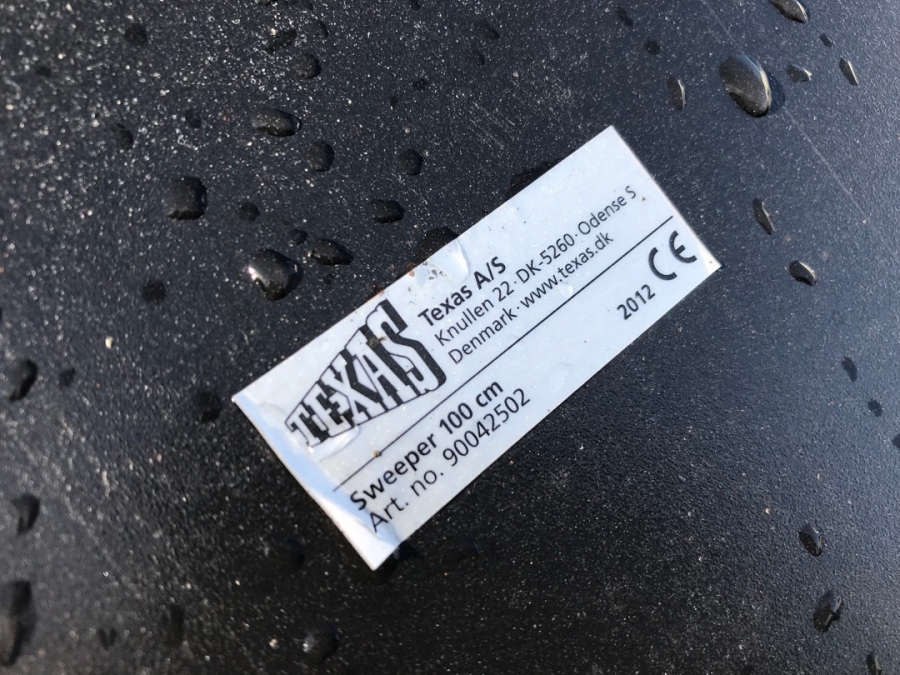 TEXAS
Texas A/S
Knullen 22·DK-5260·Odense S
Denmark·www.texas.dk
Sweeper 100 cm
Art. no. 90042502
2012 CE